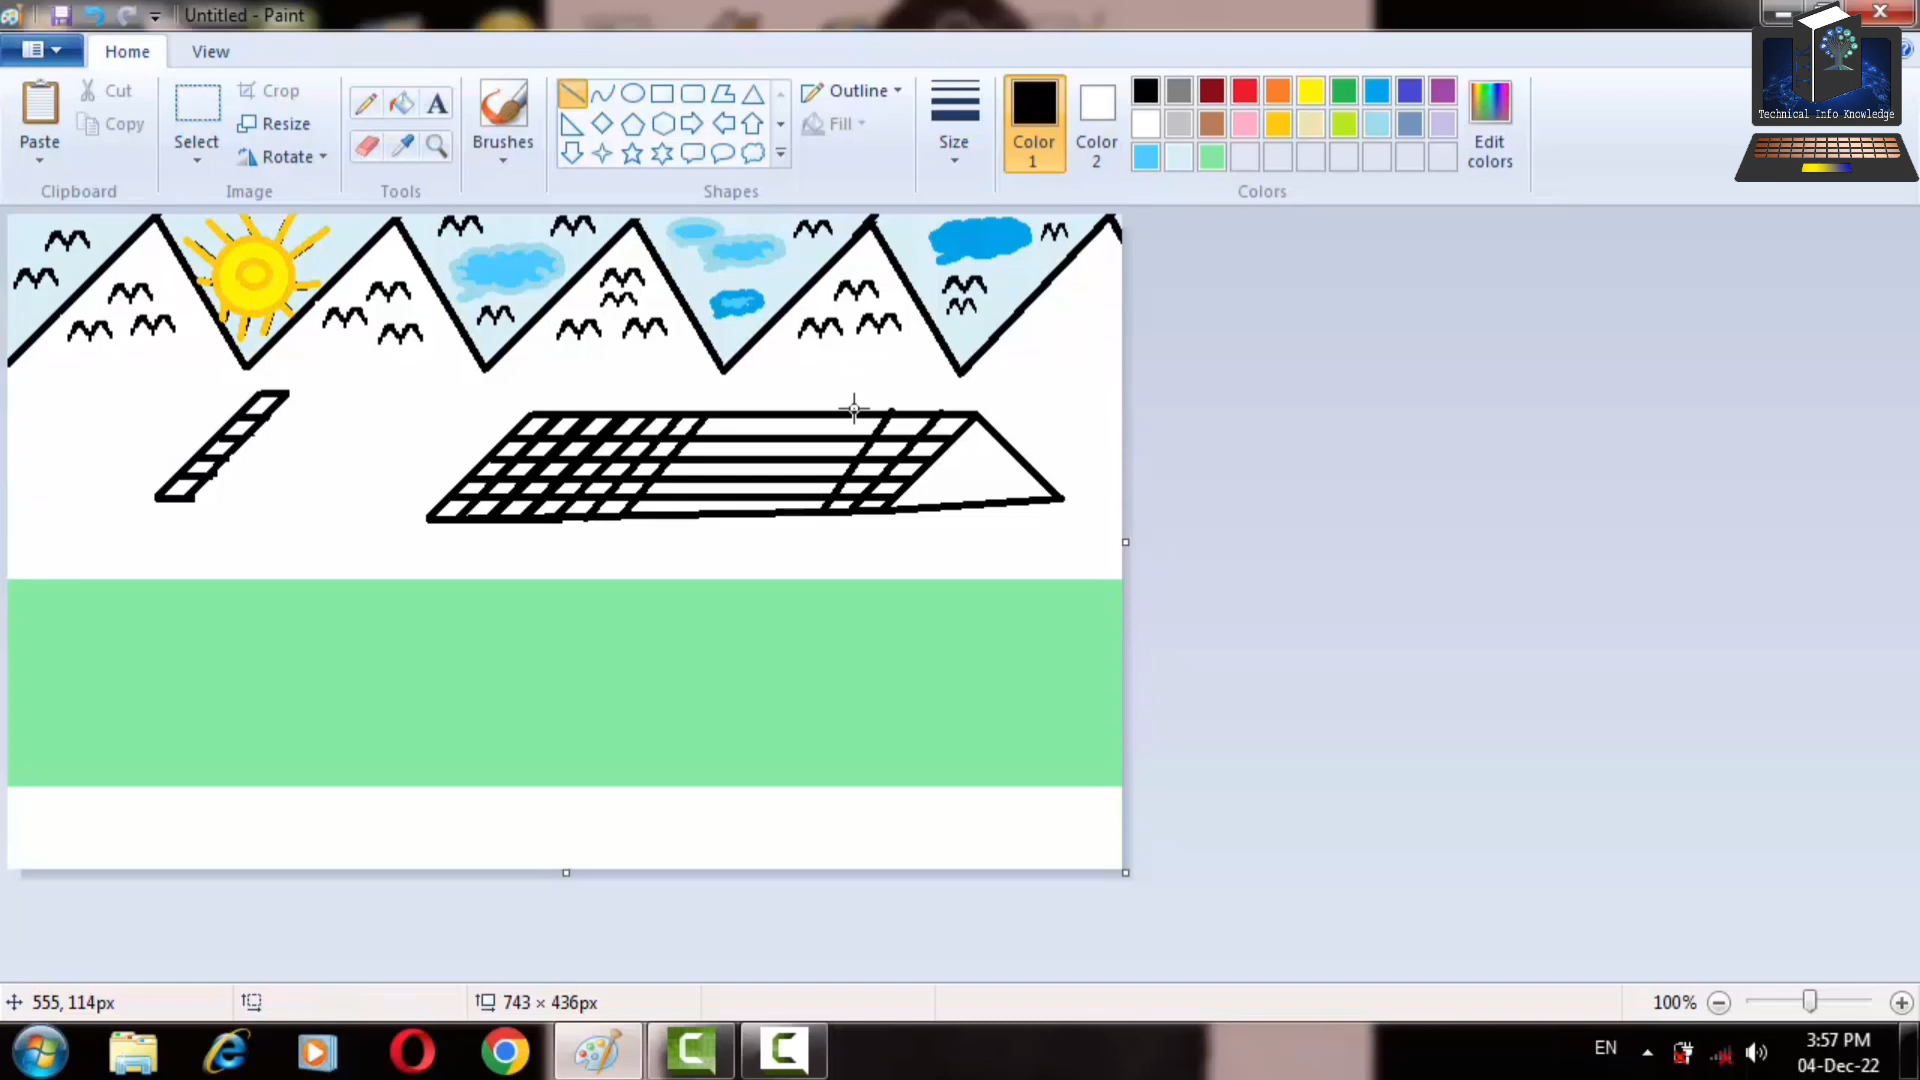 Untitled - Paint
Home View
Paste
Cut
Copy
Clipboard
Select
Crop
Resize
Rotate
Image
A
Tools
Brushes
Outline
Fill
Shapes
Size
Color 1
Color 2
Edit colors
Colors
Technical Info Knowledge
555, 114px
743 × 436px
100%
EN
3:57 PM
04-Dec-22